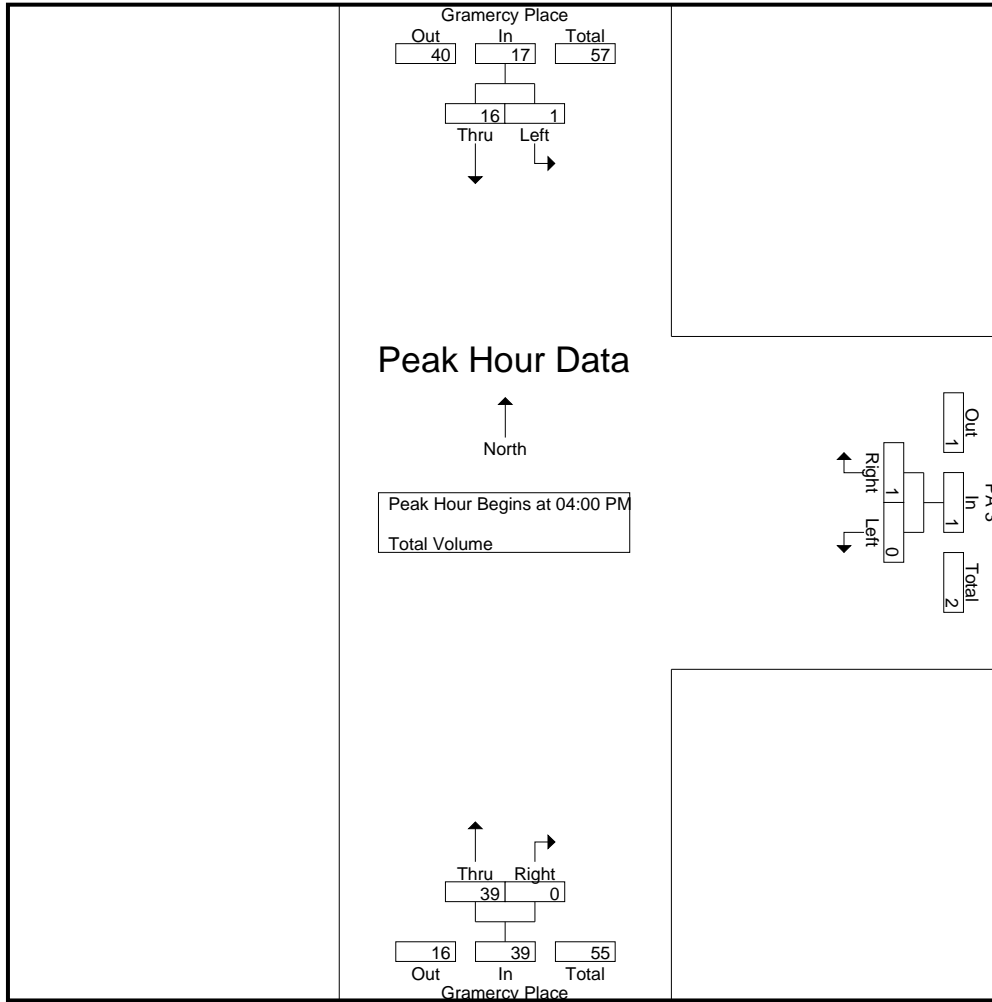 Gramercy Place
Out In Total
40 17 57
16 1
Thru Left
Peak Hour Data
North
Peak Hour Begins at 04:00 PM
Total Volume
Out In Total
1 1 2
Right Left
1 0
Thru Right
39 0
16 39 55
Out In Total
Gramercy Place